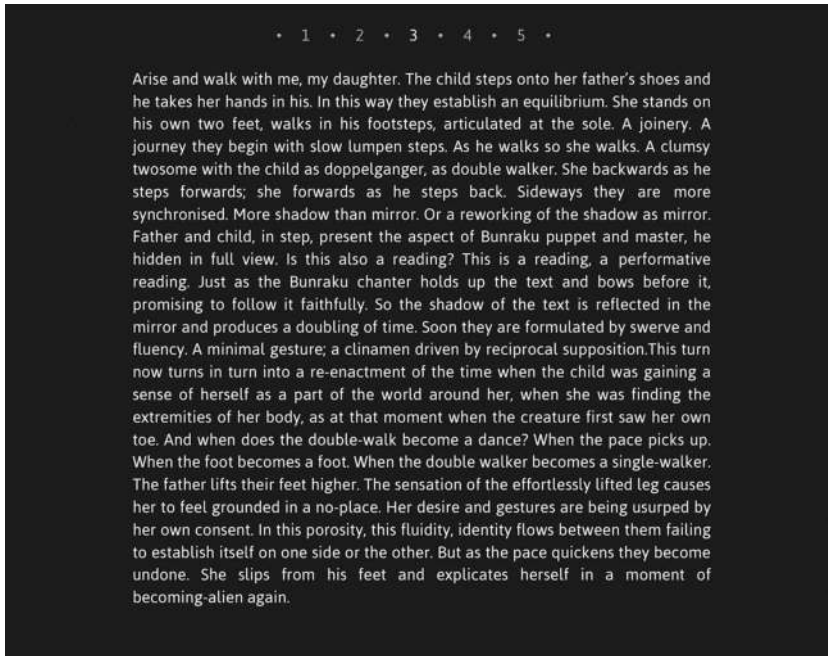 • 1 • 2 • 3 • 4 • 5 •
Arise and walk with me, my daughter. The child steps onto her father's shoes and
he takes her hands in his. In this way they establish an equilibrium. She stands on
his own two feet, walks in his footsteps, articulated at the sole. A joinery. A
journey they begin with slow lumpen steps. As he walks so she walks. A clumsy
twosome with the child as doppelganger, as double walker. She backwards as he
steps forwards; she forwards as he steps back. Sideways they are more
synchronised. More shadow than mirror. Or a reworking of the shadow as mirror.
Father and child, in step, present the aspect of Bunraku puppet and master, he
hidden in full view. Is this also a reading? This is a reading, a performative
reading. Just as the Bunraku chanter holds up the text and bows before it,
promising to follow it faithfully. So the shadow of the text is reflected in the
mirror and produces a doubling of time. Soon they are formulated by swerve and
fluency. A minimal gesture; a clinamen driven by reciprocal supposition.This turn
now turns in turn into a re-enactment of the time when the child was gaining a
sense of herself as a part of the world around her, when she was finding the
extremities of her body, as at that moment when the creature first saw her own
toe. And when does the double-walk become a dance? When the pace picks up.
When the foot becomes a foot. When the double walker becomes a single-walker.
The father lifts their feet higher. The sensation of the effortlessly lifted leg causes
her to feel grounded in a no-place. Her desire and gestures are being usurped by
her own consent. In this porosity, this fluidity, identity flows between them failing
to establish itself on one side or the other. But as the pace quickens they become
undone. She slips from his feet and explicates herself in a moment of
becoming-alien again.